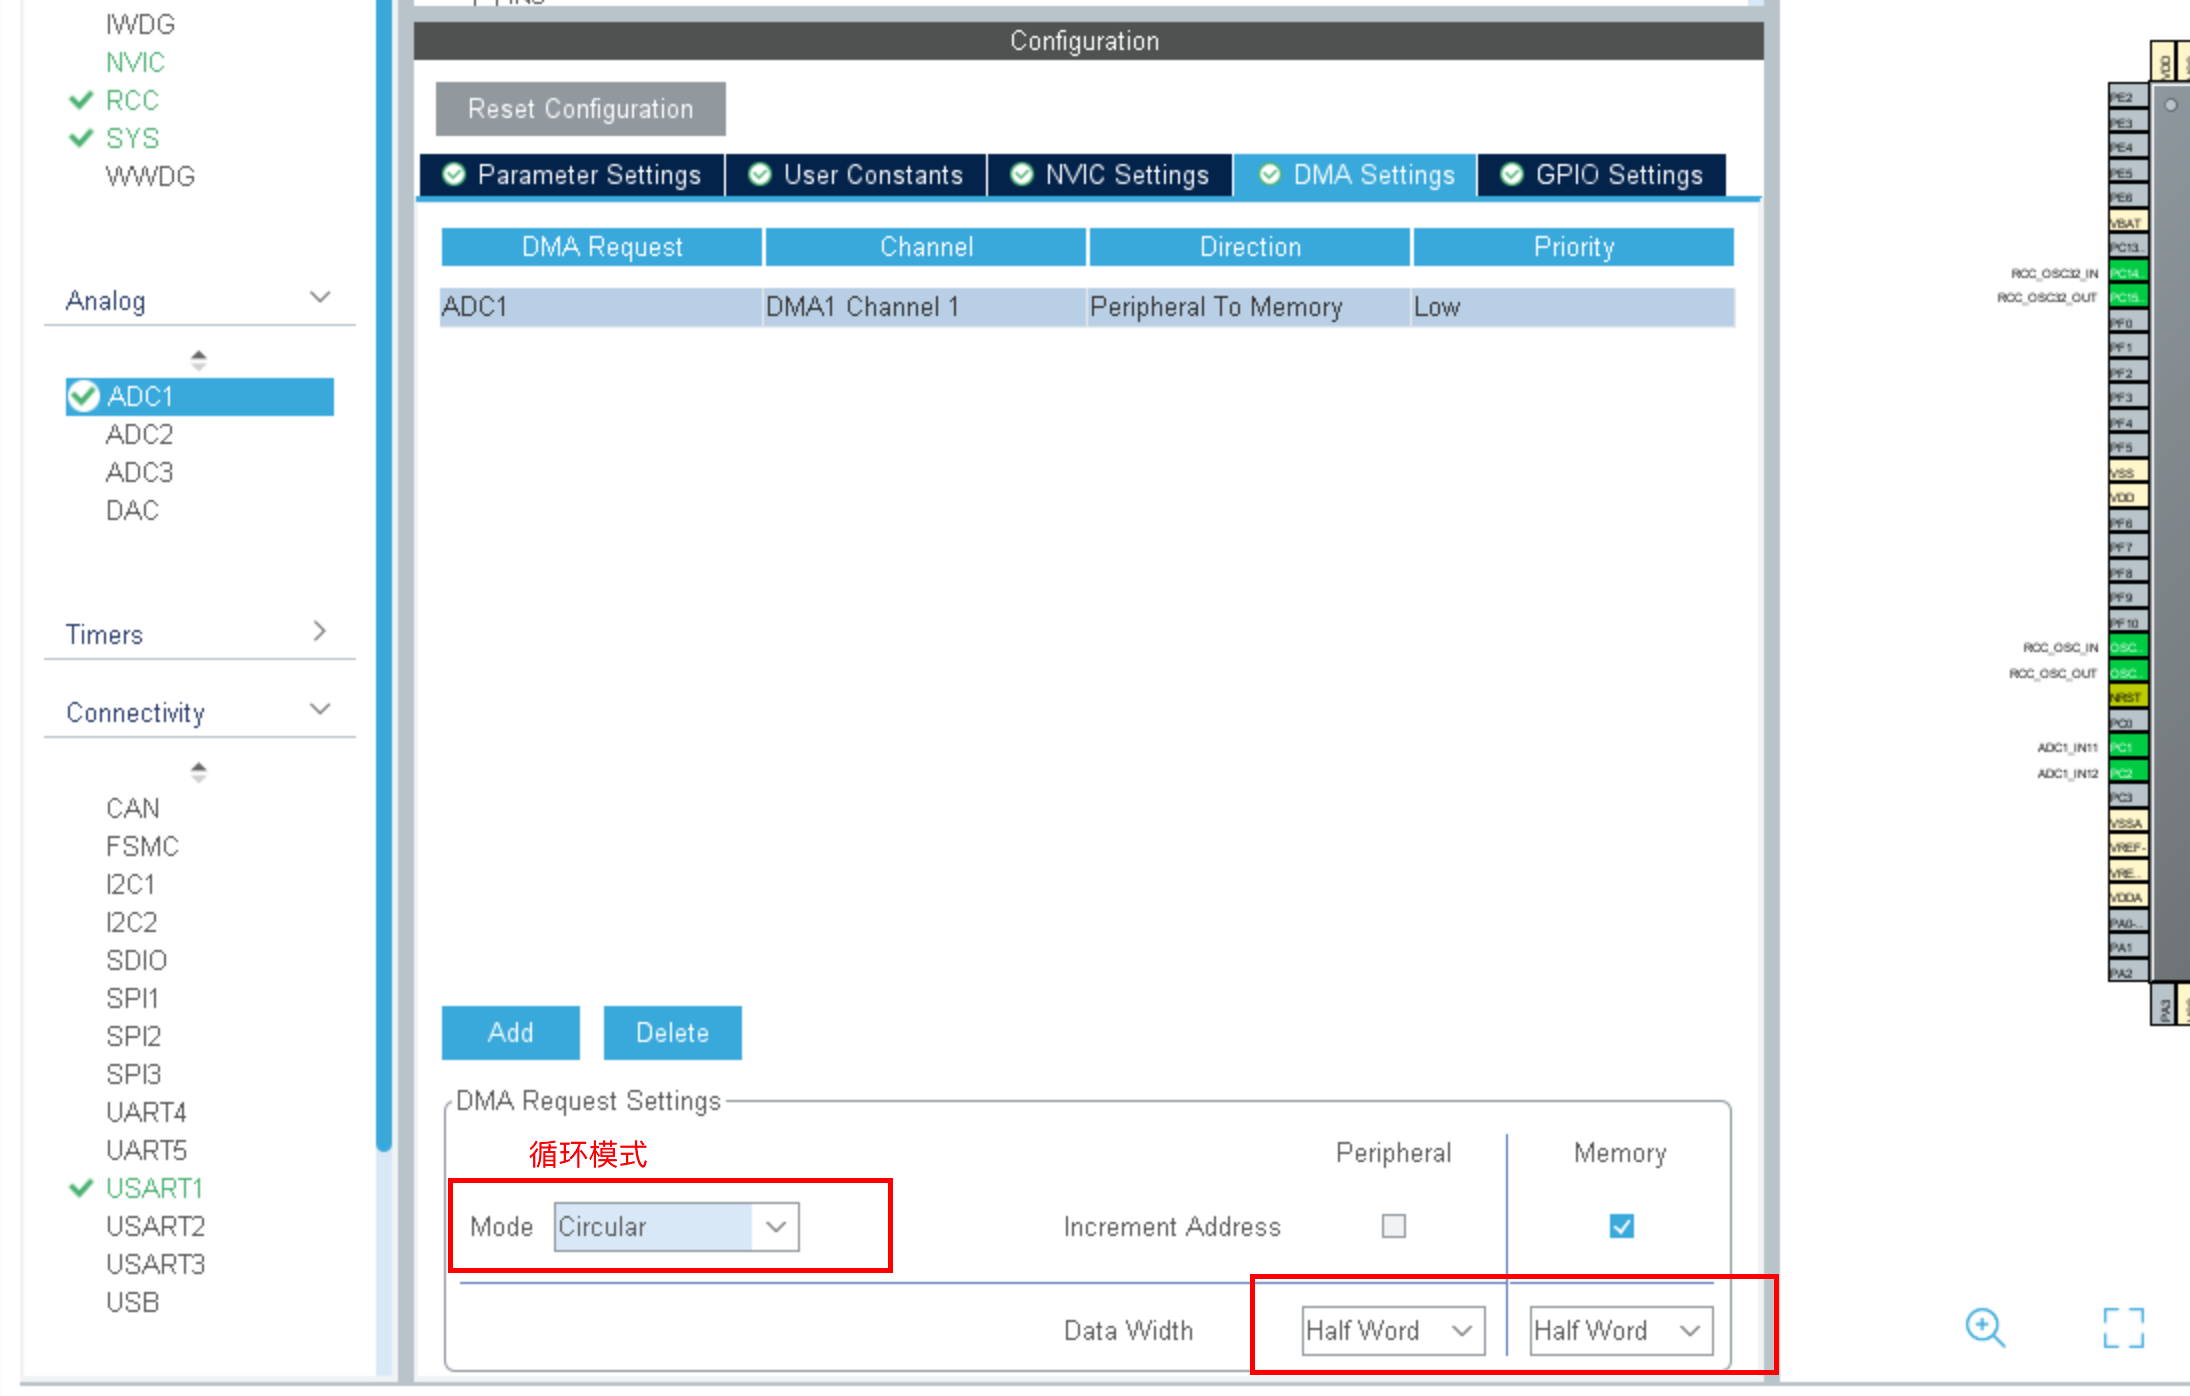 IWDG
NVIC
RCC
SYS
WWDG
Analog
ADC1
ADC2
ADC3
DAC
Timers
Connectivity
CAN
FSMC
I2C1
I2C2
SDIO
SPI1
SPI2
SPI3
UART4
UART5
USART1
USART2
USART3
USB
Configuration
Reset Configuration
Parameter Settings
User Constants
NVIC Settings
DMA Settings
GPIO Settings
DMA Request Channel Direction Priority
ADC1 DMA1 Channel 1 Peripheral To Memory Low
Add
Delete
DMA Request Settings
循环模式
Peripheral Memory
Mode Circular
Increment Address
Data Width Half Word Half Word
VDD
PE2
PE3
PE4
PE5
PE6
VBAT
PC13..
RCC_OSC32_IN PC14..
RCC_OSC32_OUT PC15..
PF0
PF1
PF2
PF3
PF4
PF5
VSS
VDD
PF6
PF7
PF8
PF9
PF10
RCC_OSC_IN OSC..
RCC_OSC_OUT OSC..
NRST
PC0
ADC1_IN11 PC1
ADC1_IN12 PC2
PC3
VSSA
VREF-
VRE..
VDDA
PA0-..
PA1
PA2
PA3